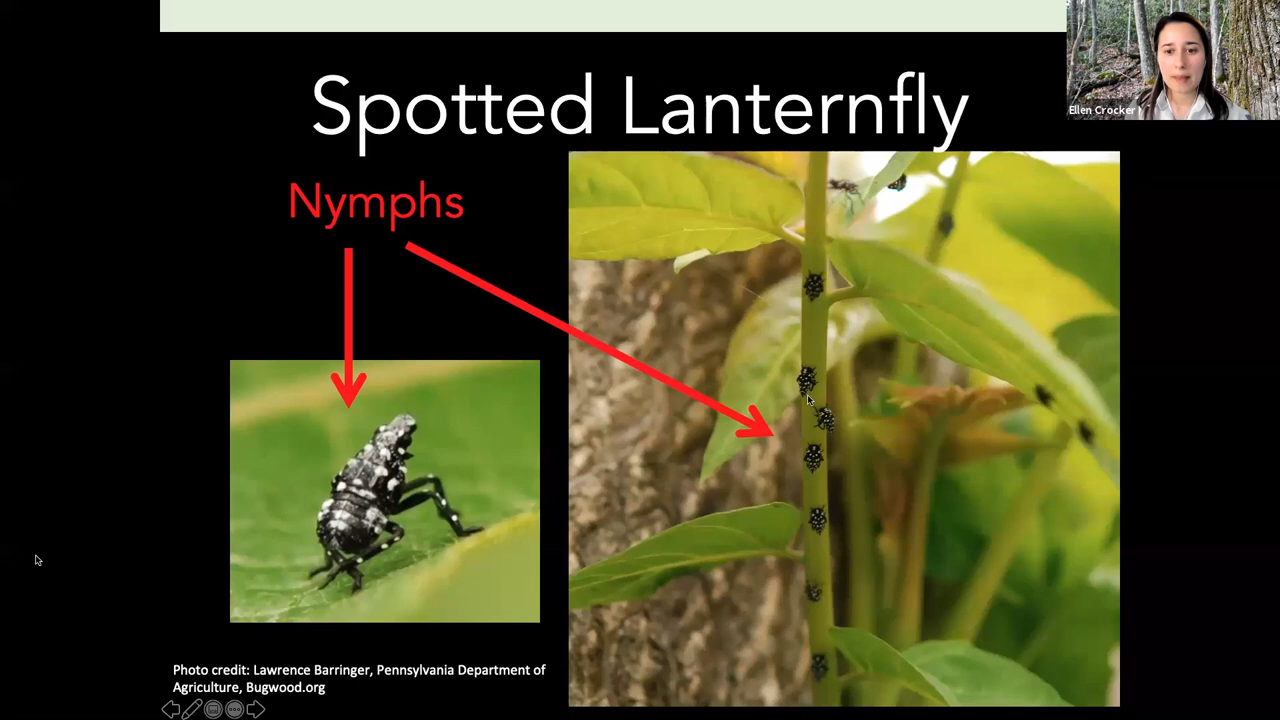 Spotted Lanternfly
Ellen Crocker
Nymphs
Photo credit: Lawrence Barringer, Pennsylvania Department of
Agriculture, Bugwood.org